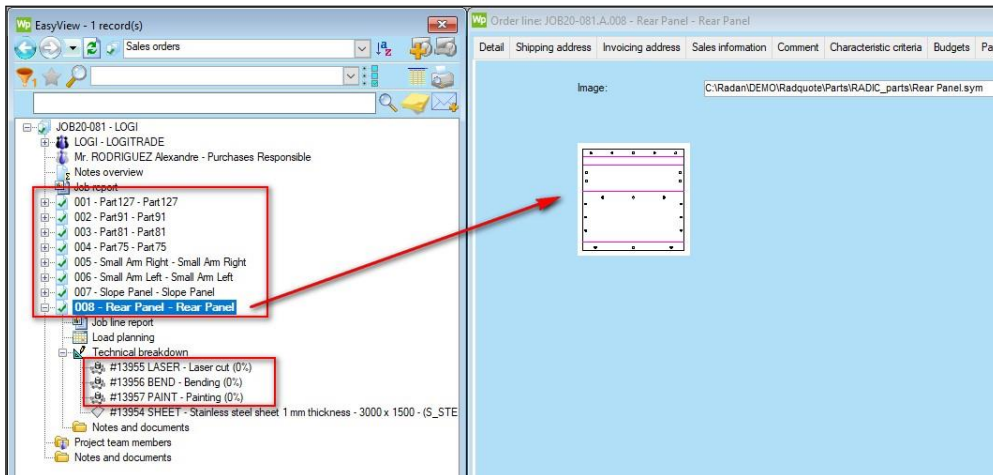 Wp EasyView - 1 record(s)
Sales orders
JOB20-081 - LOGI
LOGI - LOGITRADE
Mr. RODRIGUEZ Alexandre - Purchases Responsible
Notes overview
Job report
001 - Part127 - Part127
002 - Part91 - Part91
003 - Part81 - Part81
004 - Part75 - Part75
005 - Small Arm Right - Small Arm Right
006 - Small Arm Left - Small Arm Left
007 - Slope Panel - Slope Panel
008 - Rear Panel - Rear Panel
Job line report
Load planning
Technical breakdown
#13955 LASER - Laser cut (0%)
#13956 BEND - Bending (0%)
#13957 PAINT - Painting (0%)
#13954 SHEET - Stainless steel sheet 1 mm thickness - 3000 x 1500 - (S_STE
Notes and documents
Project team members
Notes and documents
Wp Order line: JOB20-081.A.008 - Rear Panel - Rear Panel
Detail Shipping address Invoicing address Sales information Comment Characteristic criteria Budgets Pa
Image: C:\Radan\DEMO\Radquote\Parts\RADIC_parts\Rear Panel.sym